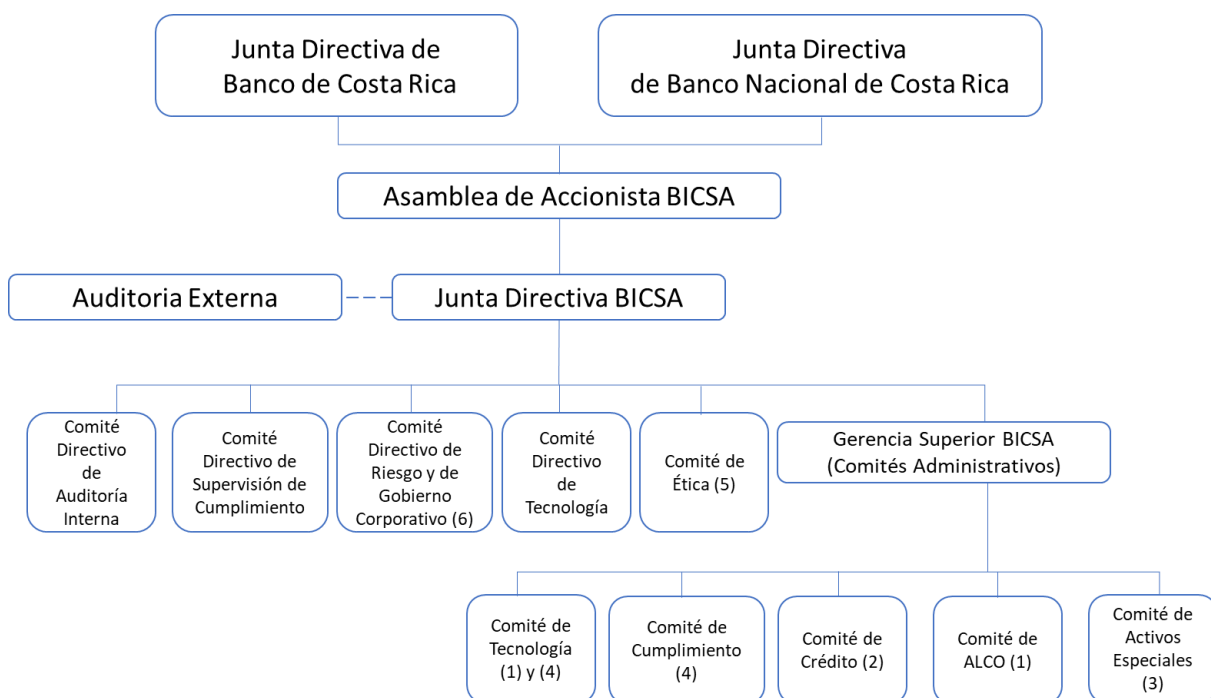 Junta Directiva de
Banco de Costa Rica
Junta Directiva
de Banco Nacional de Costa Rica
Asamblea de Accionista BICSA
Auditoria Externa
Junta Directiva BICSA
Comité
Directivo
de
Auditoría
Interna
Comité
Directivo de
Supervisión de
Cumplimiento
Comité
Directivo de
Riesgo y de
Gobierno
Corporativo (6)
Comité
Directivo
de
Tecnología
Comité de
Ética (5)
Gerencia Superior BICSA
(Comités Administrativos)
Comité de
Tecnología
(1) y (4)
Comité de
Cumplimiento
(4)
Comité de
Crédito (2)
Comité de
ALCO (1)
Comité de
Activos
Especiales
(3)